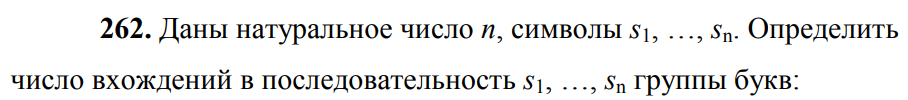 262. Даны натуральное число n, символы s1, …, sn. Определить
число вхождений в последовательность s1, …, sn группы букв: